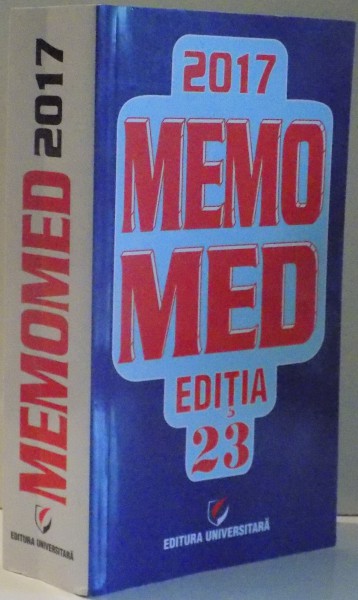 MEMOMED 2017
EDITURA UNIVERSITARĂ
2017
MEMO
MED
EDIȚIA
23
EDITURA UNIVERSITARĂ